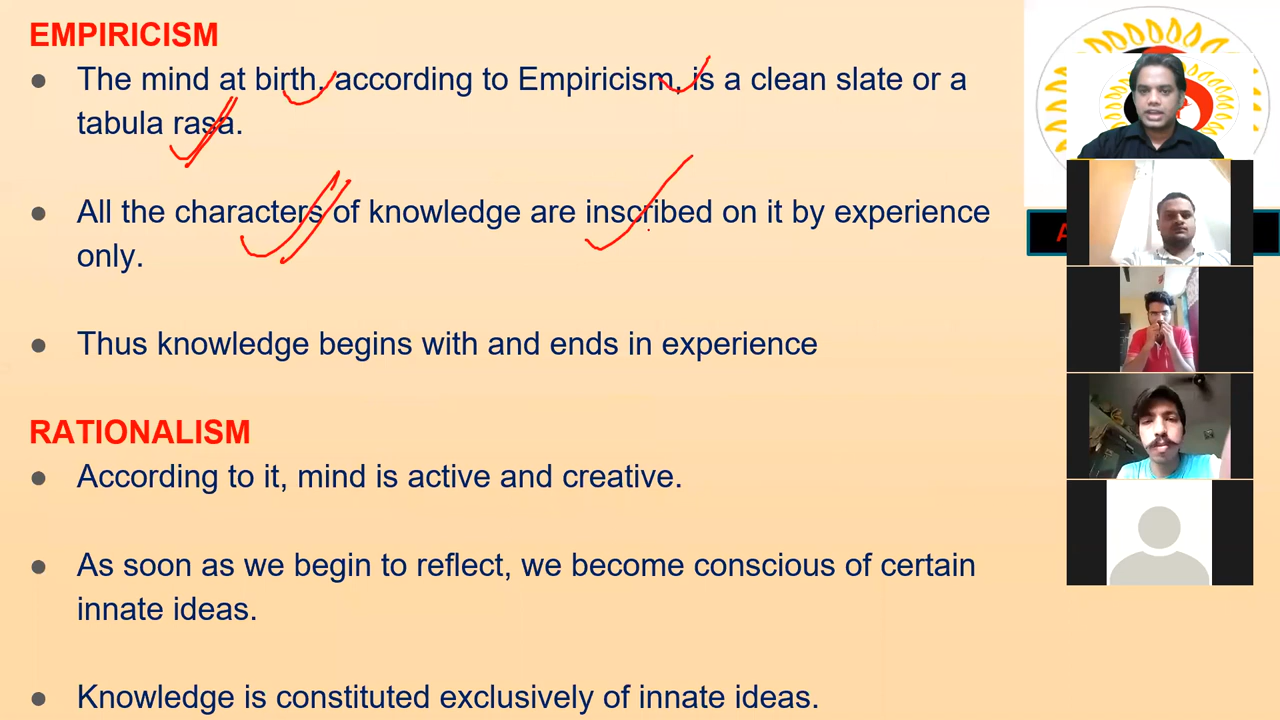 EMPIRICISM
● The mind at birth, according to Empiricism, is a clean slate or a
tabula rasa.
● All the characters of knowledge are inscribed on it by experience
only.
● Thus knowledge begins with and ends in experience
RATIONALISM
● According to it, mind is active and creative.
● As soon as we begin to reflect, we become conscious of certain
innate ideas.
● Knowledge is constituted exclusively of innate ideas.